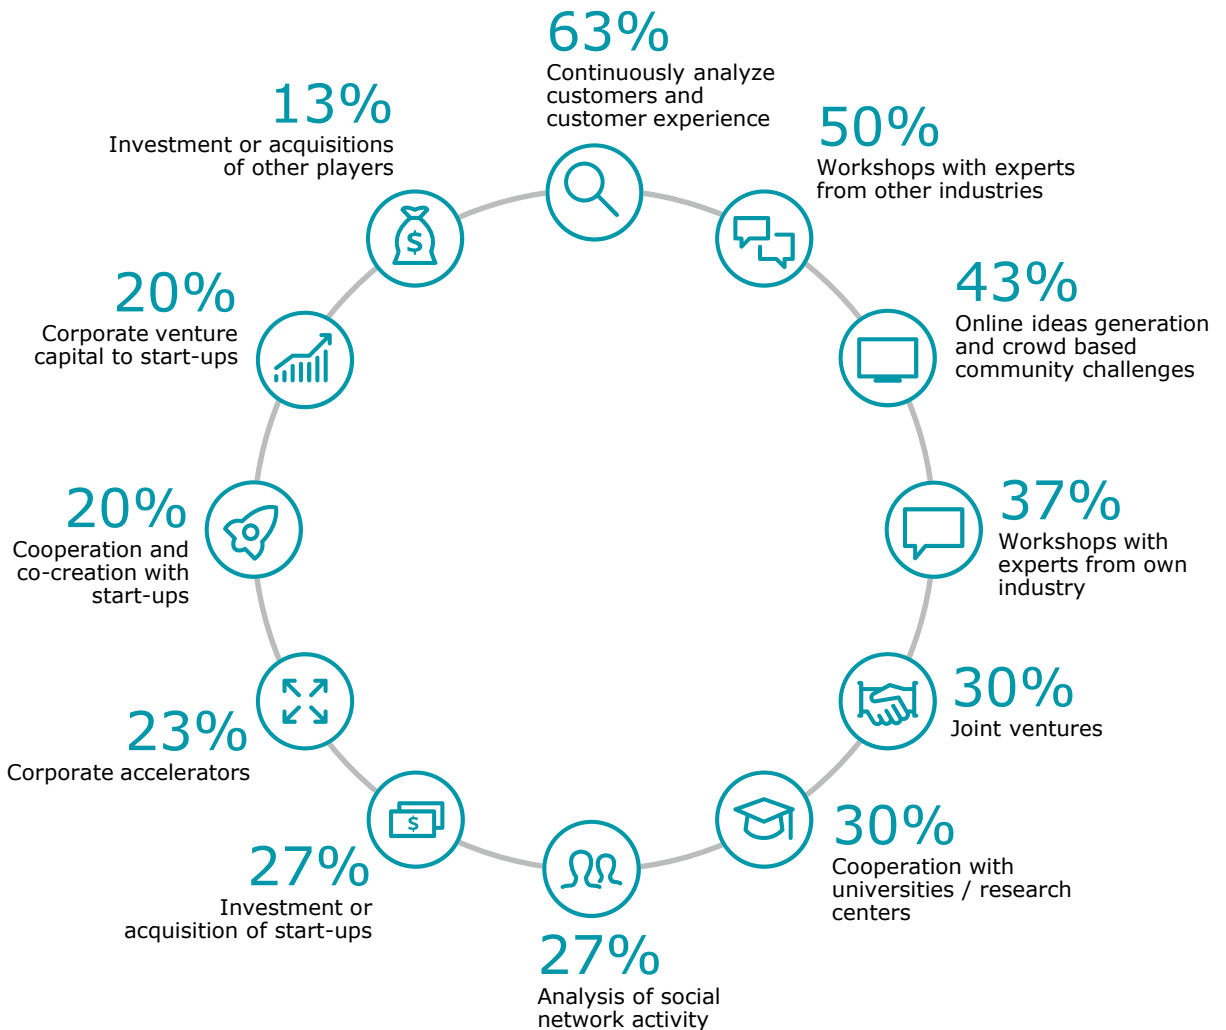 63%
Continuously analyze
customers and
customer experience
50%
Workshops with experts
from other industries
43%
Online ideas generation
and crowd based
community challenges
37%
Workshops with
experts from own
industry
30%
Joint ventures
30%
Cooperation with
universities / research
centers
27%
Analysis of social
network activity
27%
Investment or
acquisition of start-ups
23%
Corporate accelerators
20%
Cooperation and
co-creation with
start-ups
20%
Corporate venture
capital to start-ups
13%
Investment or acquisitions
of other players
$
$